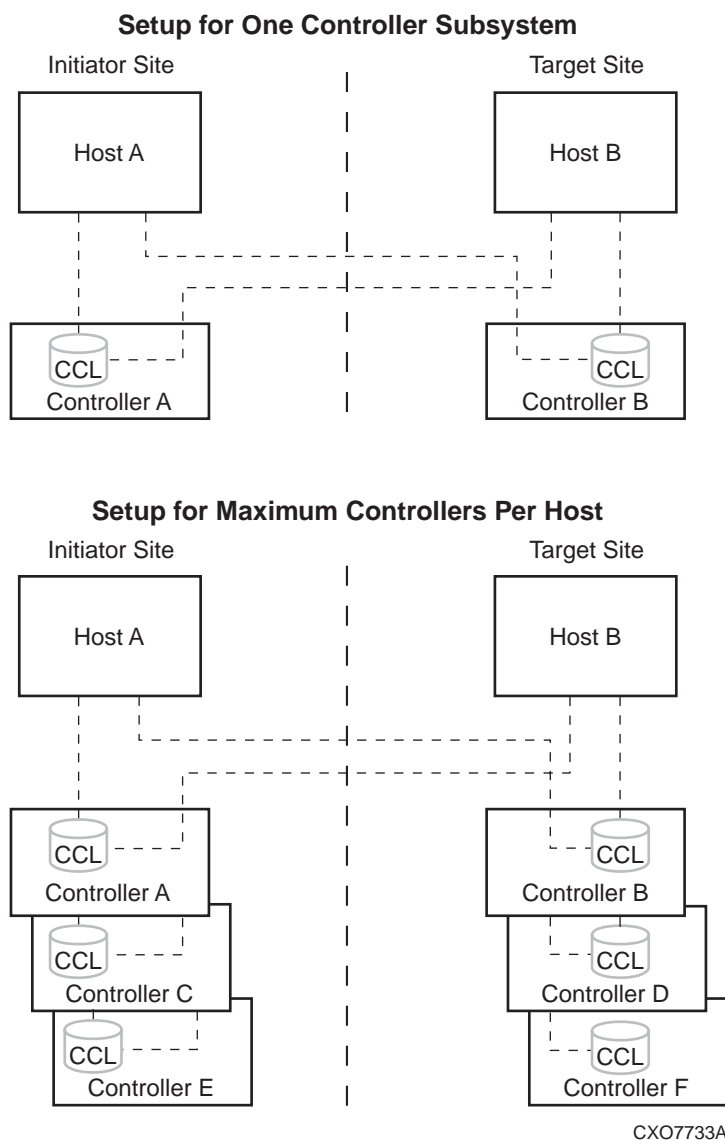 Setup for One Controller Subsystem
Initiator Site
Target Site
Host A
Host B
CCL
Controller A
CCL
Controller B
Setup for Maximum Controllers Per Host
Initiator Site
Target Site
Host A
Host B
CCL
Controller A
CCL
Controller B
CCL
Controller C
CCL
Controller D
CCL
Controller E
CCL
Controller F
CXO7733A